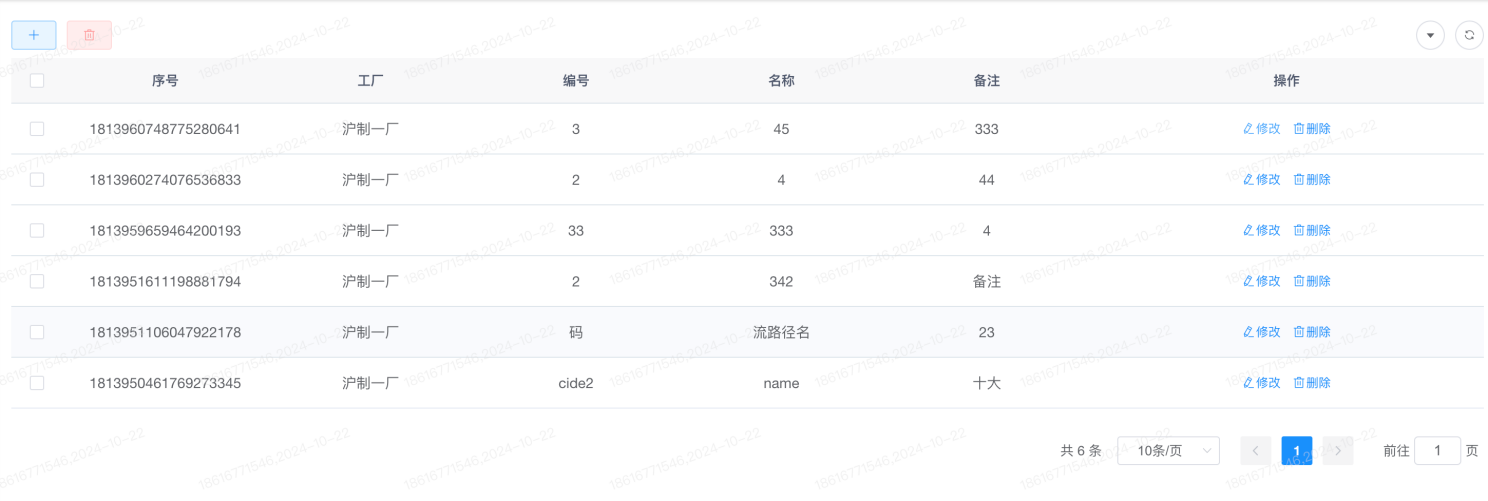 序号 工厂 编号 名称 备注 操作
1813960748775280641 沪制一厂 3 45 333 修改 删除
1813960274076536833 沪制一厂 2 4 44 修改 删除
1813959659464200193 沪制一厂 33 333 4 修改 删除
1813951611198881794 沪制一厂 2 342 备注 修改 删除
1813951106047922178 沪制一厂 码 流路径名 23 修改 删除
1813950461769273345 沪制一厂 cide2 name 十大 修改 删除
共 6 条 10条/页 1 前往 1 页
18616771546,2024-10-22